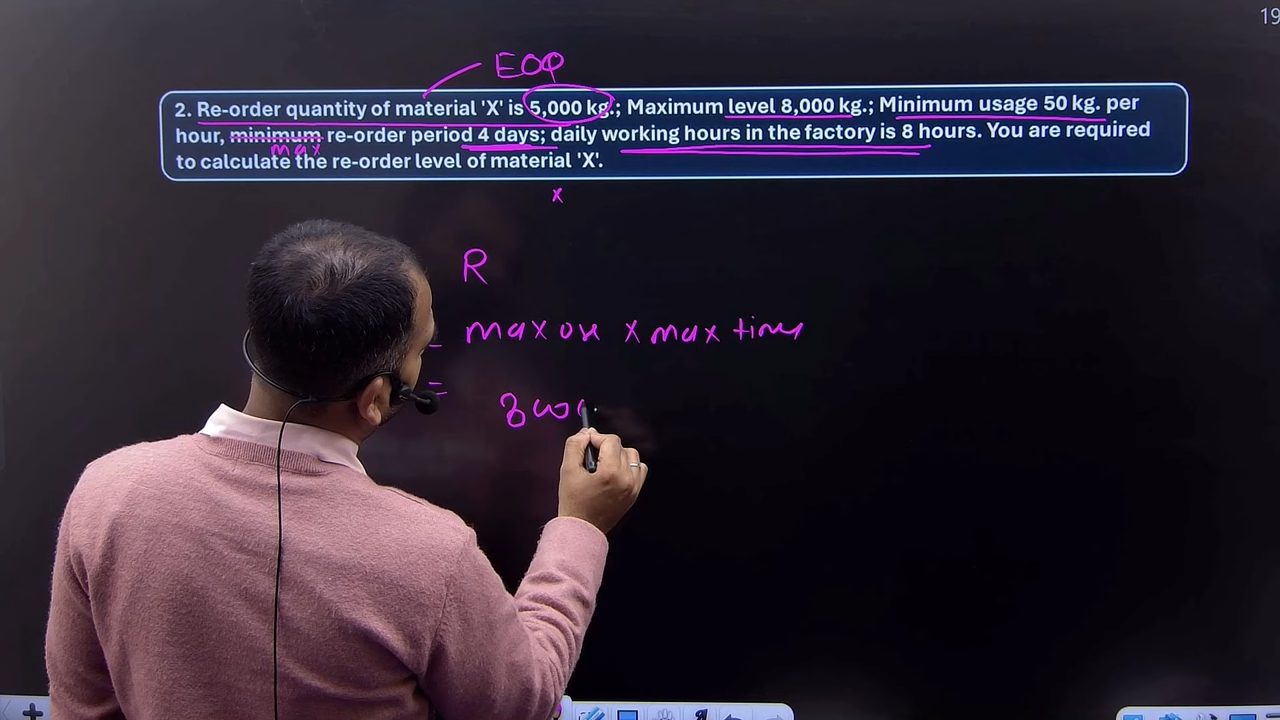 19
EOQ
2. Re-order quantity of material 'X' is 5,000 kg.; Maximum level 8,000 kg.; Minimum usage 50 kg. per
hour, minimum re-order period 4 days; daily working hours in the factory is 8 hours. You are required
max
to calculate the re-order level of material 'X'.
x
R
= max use x max time
=